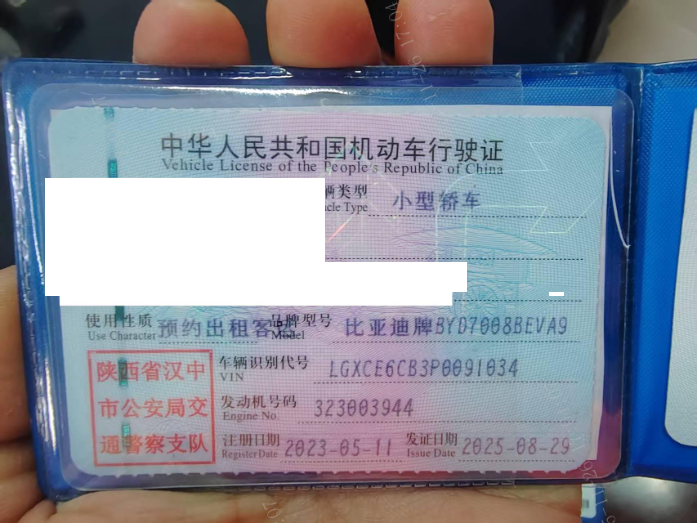 中华人民共和国机动车行驶证
Vehicle License of the People's Republic of China
辆类型 小型轿车
cle Type
使用性质 预约出租客 品牌型号 比亚迪牌BYD7008BEVA9
Use Character Model
陕西省汉中
市公安局交
通警察支队
车辆识别代号 LGXCE6CB3P0091034
VIN
发动机号码 323003944
Engine No.
注册日期 2023-05-11 发证日期 2025-08-29
Register Date Issue Date